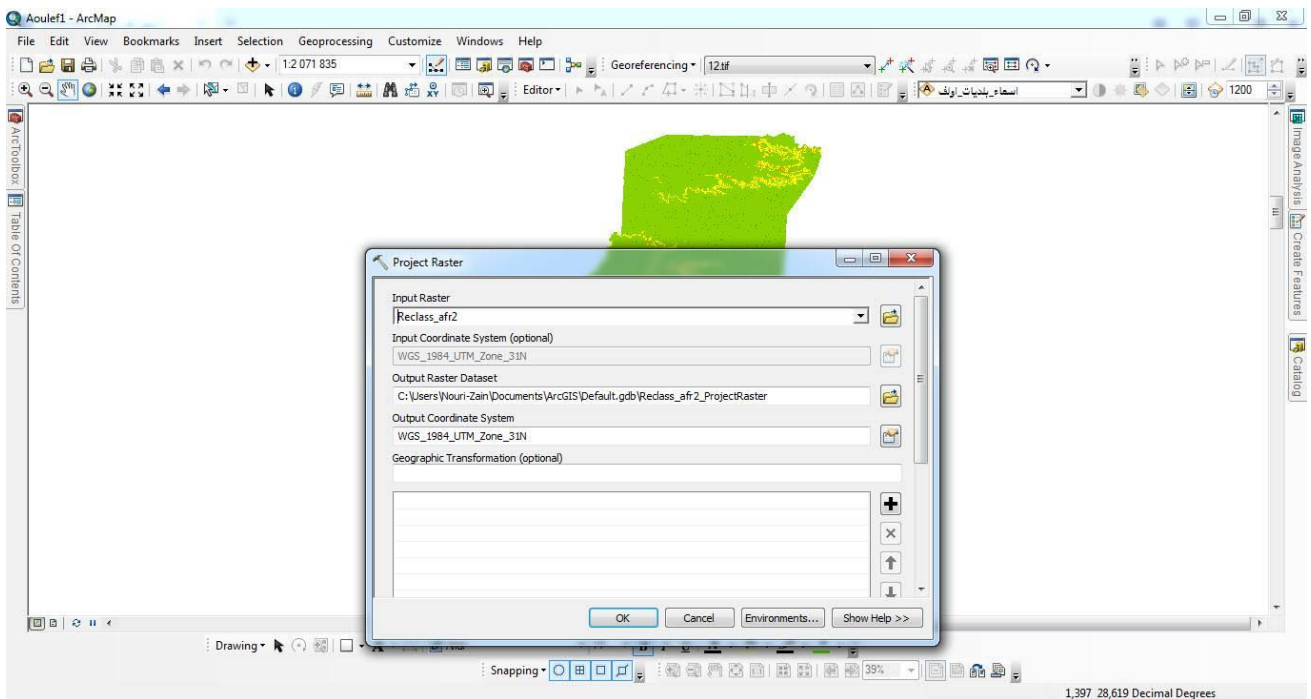 Aoulef1 - ArcMap
File Edit View Bookmarks Insert Selection Geoprocessing Customize Windows Help
1:2 071 835
Georeferencing
12.tif
Editor
اسماء_بلديات_اولف
1200
ArcToolbox
Table Of Contents
Image Analysis
Create Features
Catalog
Project Raster
Input Raster
Reclass_afr2
Input Coordinate System (optional)
WGS_1984_UTM_Zone_31N
Output Raster Dataset
C:\Users\Nouri-Zain\Documents\ArcGIS\Default.gdb\Reclass_afr2_ProjectRaster
Output Coordinate System
WGS_1984_UTM_Zone_31N
Geographic Transformation (optional)
OK Cancel Environments... Show Help >>
Drawing
Snapping
39%
1,397 28,619 Decimal Degrees